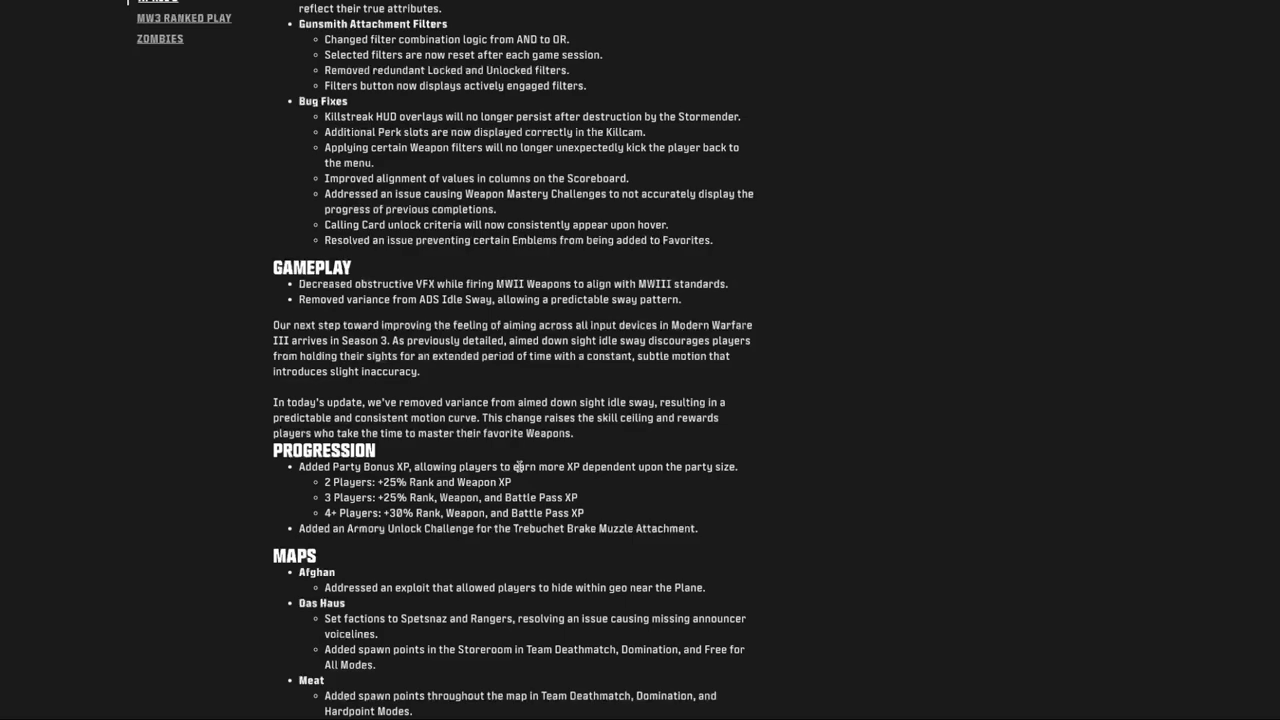 MW3 RANKED PLAY
ZOMBIES
reflect their true attributes.
• Gunsmith Attachment Filters
◦ Changed filter combination logic from AND to OR.
◦ Selected filters are now reset after each game session.
◦ Removed redundant Locked and Unlocked filters.
◦ Filters button now displays actively engaged filters.
• Bug Fixes
◦ Killstreak HUD overlays will no longer persist after destruction by the Stormender.
◦ Additional Perk slots are now displayed correctly in the Killcam.
◦ Applying certain Weapon filters will no longer unexpectedly kick the player back to
the menu.
◦ Improved alignment of values in columns on the Scoreboard.
◦ Addressed an issue causing Weapon Mastery Challenges to not accurately display the
progress of previous completions.
◦ Calling Card unlock criteria will now consistently appear upon hover.
◦ Resolved an issue preventing certain Emblems from being added to Favorites.
GAMEPLAY
• Decreased obstructive VFX while firing MWII Weapons to align with MWIII standards.
• Removed variance from ADS Idle Sway, allowing a predictable sway pattern.
Our next step toward improving the feeling of aiming across all input devices in Modern Warfare
III arrives in Season 3. As previously detailed, aimed down sight idle sway discourages players
from holding their sights for an extended period of time with a constant, subtle motion that
introduces slight inaccuracy.
In today's update, we've removed variance from aimed down sight idle sway, resulting in a
predictable and consistent motion curve. This change raises the skill ceiling and rewards
players who take the time to master their favorite Weapons.
PROGRESSION
• Added Party Bonus XP, allowing players to earn more XP dependent upon the party size.
◦ 2 Players: +25% Rank and Weapon XP
◦ 3 Players: +25% Rank, Weapon, and Battle Pass XP
◦ 4+ Players: +30% Rank, Weapon, and Battle Pass XP
• Added an Armory Unlock Challenge for the Trebuchet Brake Muzzle Attachment.
MAPS
• Afghan
◦ Addressed an exploit that allowed players to hide within geo near the Plane.
• Das Haus
◦ Set factions to Spetsnaz and Rangers, resolving an issue causing missing announcer
voicelines.
◦ Added spawn points in the Storeroom in Team Deathmatch, Domination, and Free for
All Modes.
• Meat
◦ Added spawn points throughout the map in Team Deathmatch, Domination, and
Hardpoint Modes.